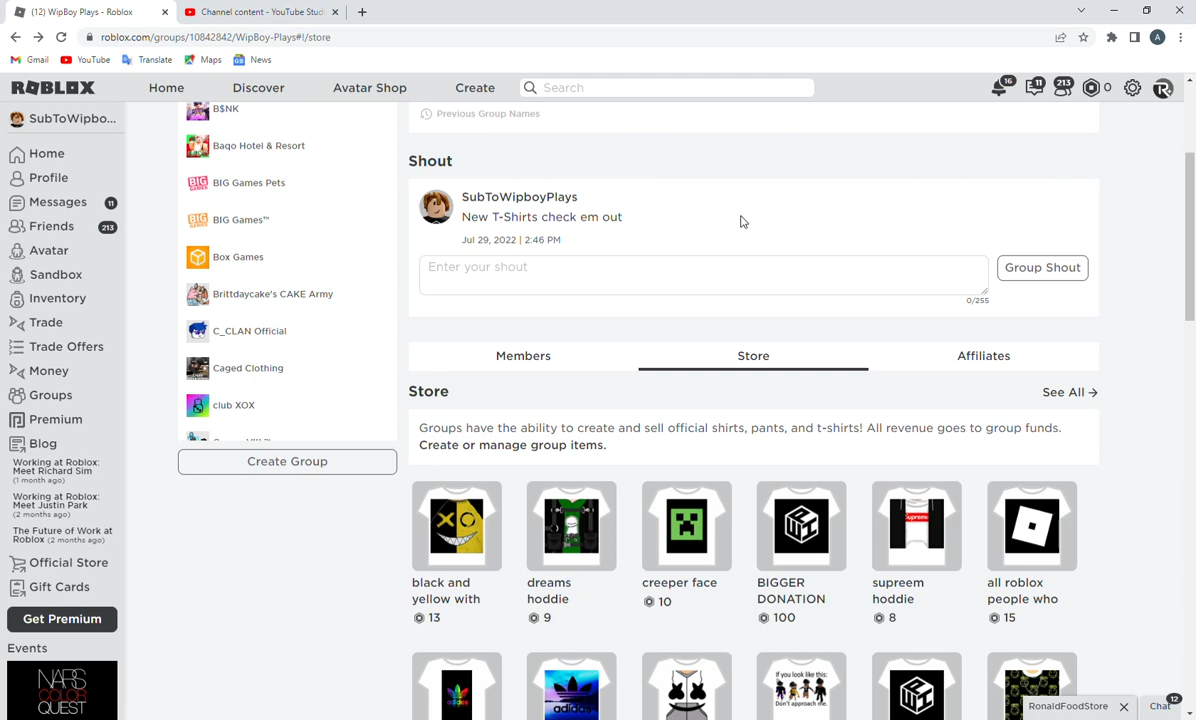 (12) WipBoy Plays - Roblox
Channel content - YouTube Studi
roblox.com/groups/10842842/WipBoy-Plays#!/store
A
Gmail
YouTube
Translate
Maps
News
ROBLOX
Home
Discover
Avatar Shop
Create
Search
16
11
213
0
SubToWipbo...
Home
Profile
Messages
11
Friends
213
Avatar
Sandbox
Inventory
Trade
Trade Offers
Money
Groups
Premium
Blog
Working at Roblox:
Meet Richard Sim
(1 month ago)
Working at Roblox:
Meet Justin Park
(2 months ago)
The Future of Work at
Roblox (2 months ago)
Official Store
Gift Cards
Get Premium
Events
NARS
COLOR
QUEST
B$NK
Baqo Hotel & Resort
BIG Games Pets
BIG Games™
Box Games
Brittdaycake's CAKE Army
C_CLAN Official
Caged Clothing
club XOX
Create Group
Previous Group Names
Shout
SubToWipboyPlays
New T-Shirts check em out
Jul 29, 2022 | 2:46 PM
Enter your shout
Group Shout
0/255
Members
Store
Affiliates
Store
See All
Groups have the ability to create and sell official shirts, pants, and t-shirts! All revenue goes to group funds.
Create or manage group items.
Supreme
black and
yellow with
13
dreams
hoddie
9
creeper face
10
BIGGER
DONATION
100
supreem
hoddie
8
all roblox
people who
15
adidas
If you look like this:
Don't approach me.
RonaldFoodStore
Chat
12